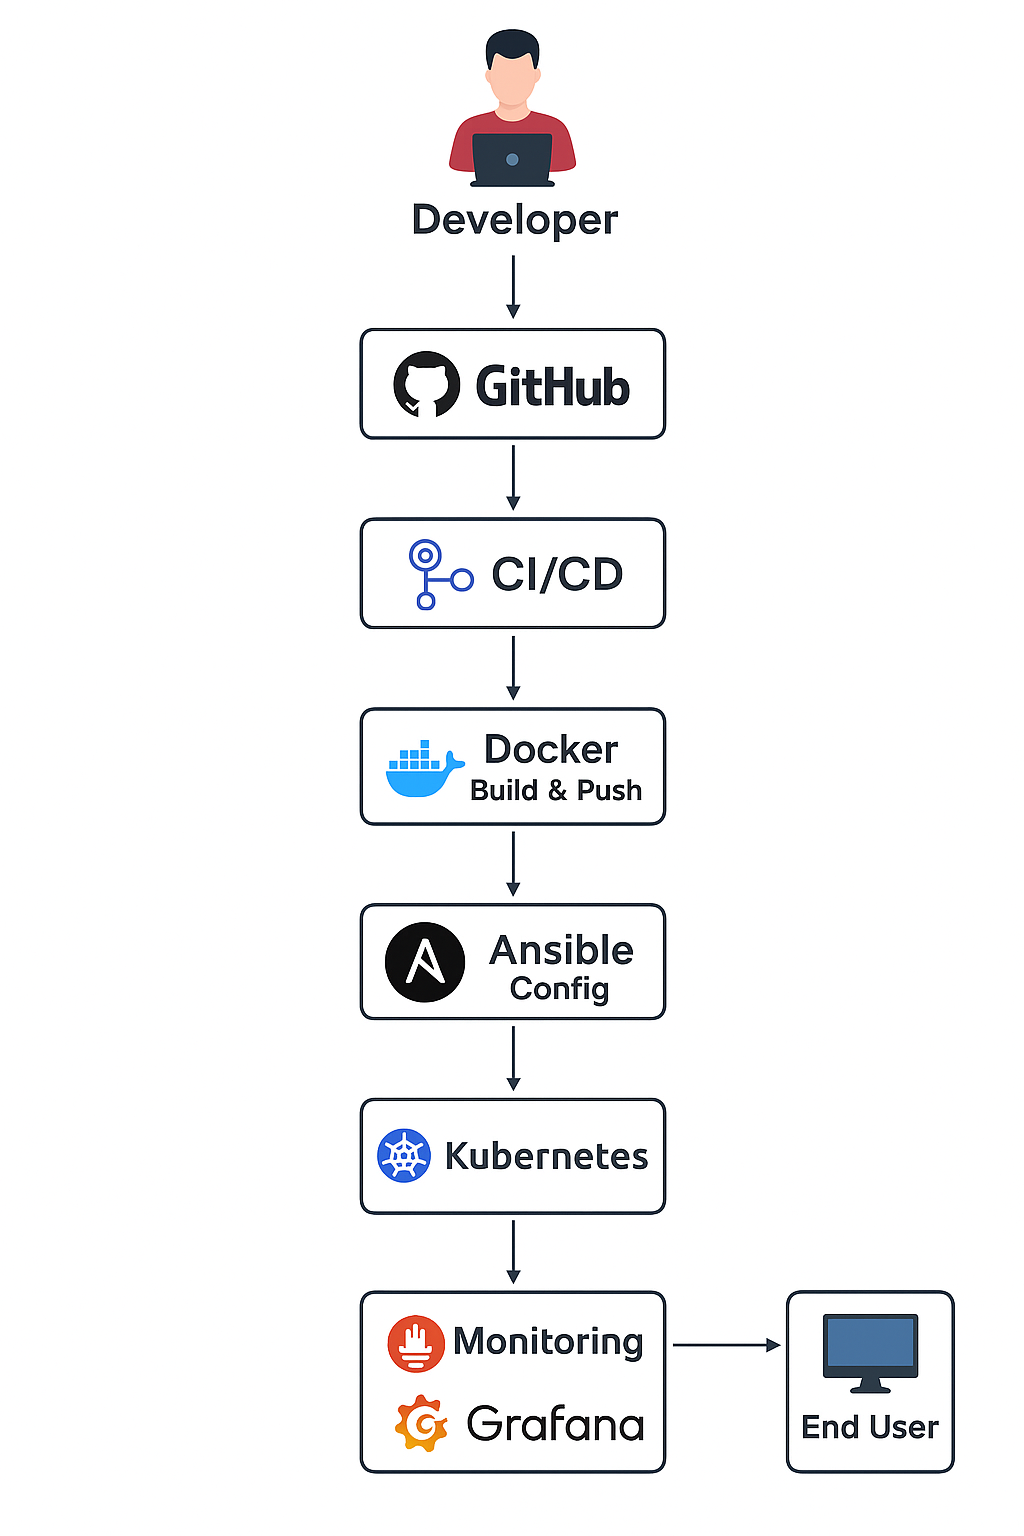 Developer
GitHub
CI/CD
Docker
Build & Push
Ansible
Config
Kubernetes
Monitoring
Grafana
End User